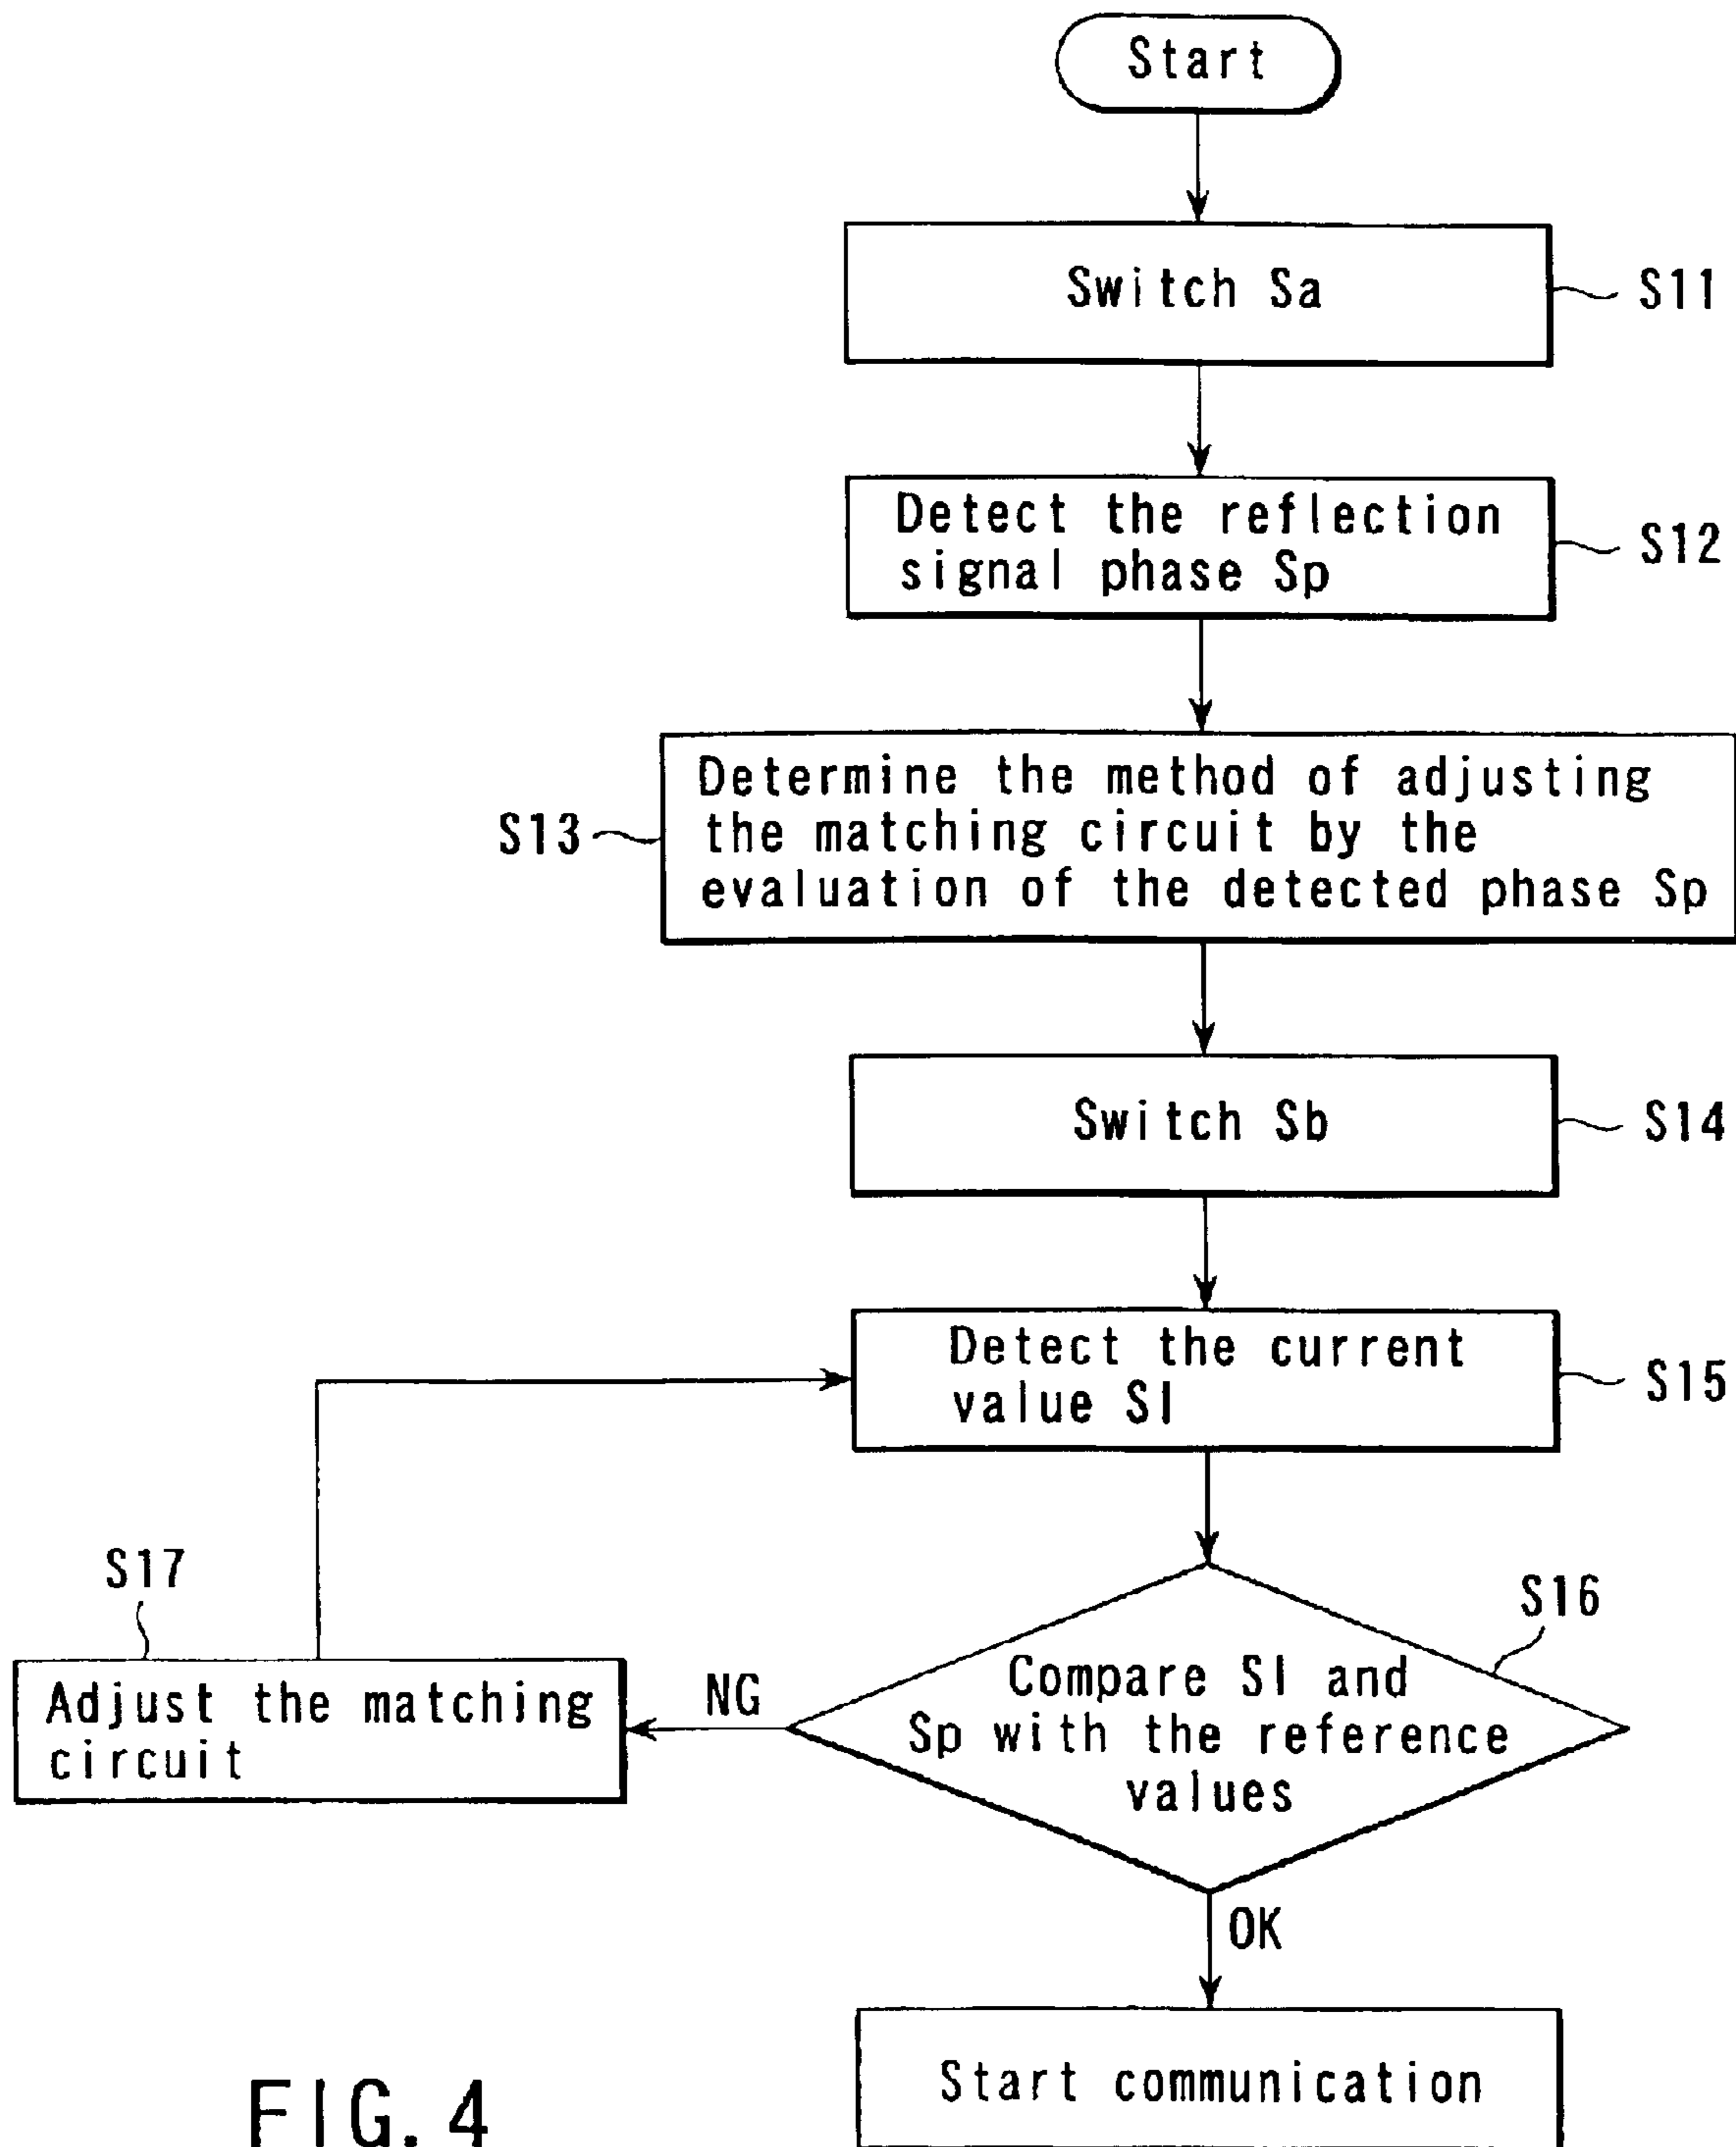 Start
Switch Sa
S11
Detect the reflection
signal phase Sp
S12
S13
Determine the method of adjusting
the matching circuit by the
evaluation of the detected phase Sp
Switch Sb
S14
Detect the current
value SI
S15
S17
Adjust the matching
circuit
NG
S16
Compare SI and
Sp with the reference
values
OK
Start communication
FIG. 4